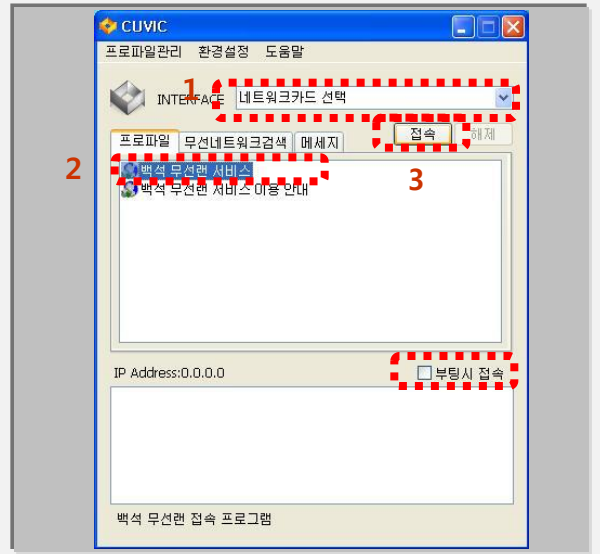 CUVIC
프로파일관리 환경설정 도움말
1
INTERFACE 네트워크카드 선택
프로파일 무선네트워크검색 메세지 접속 해제
2 백석 무선랜 서비스 3
백석 무선랜 서비스 이용 안내
IP Address:0.0.0.0 부팅시 접속
백석 무선랜 접속 프로그램